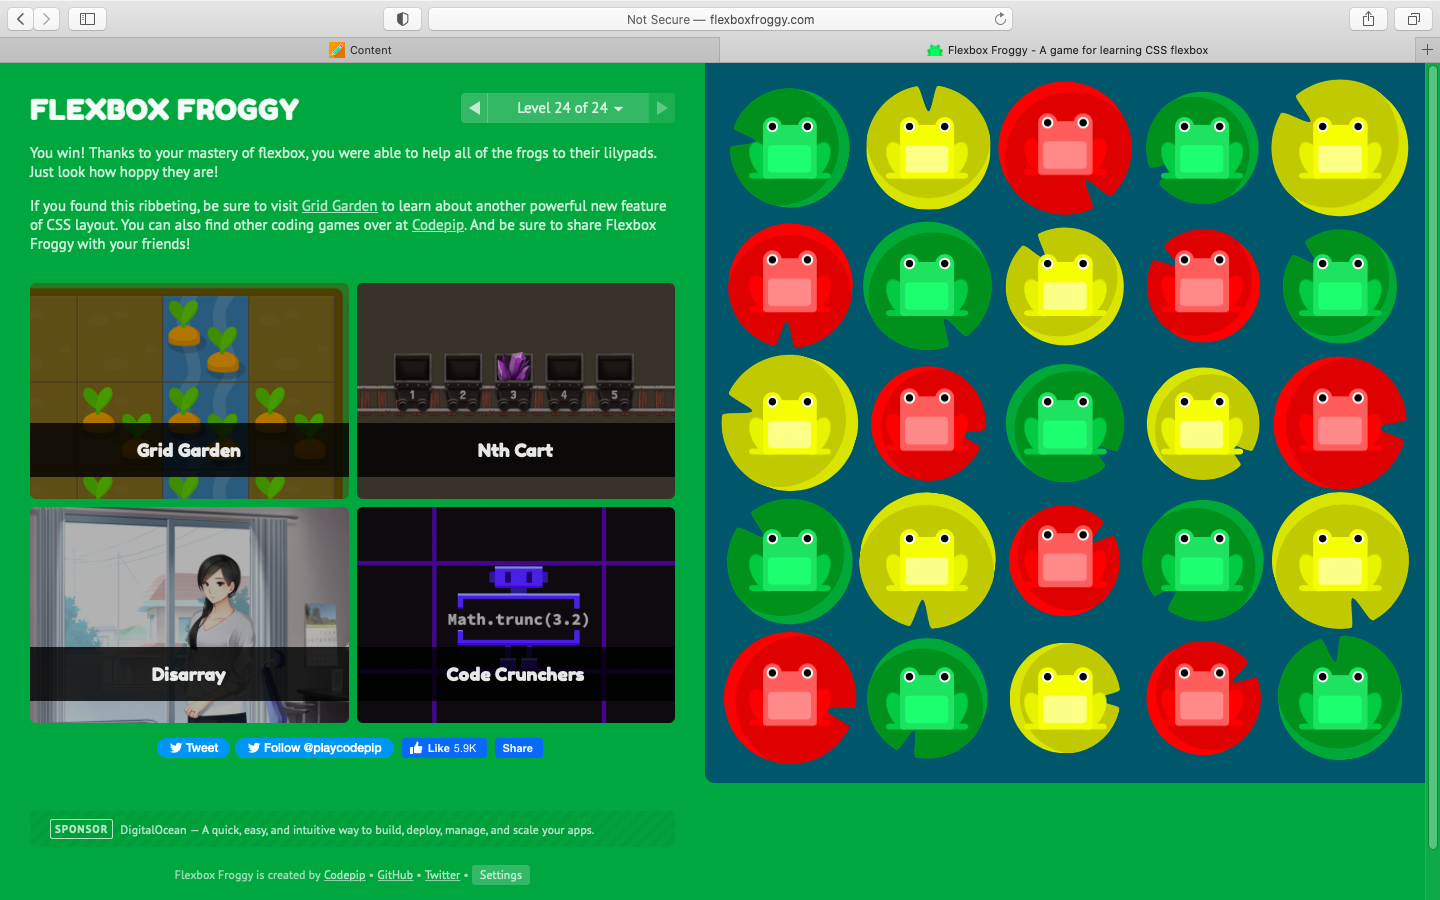 Not Secure — flexboxfroggy.com
Content
Flexbox Froggy - A game for learning CSS flexbox
FLEXBOX FROGGY
Level 24 of 24
You win! Thanks to your mastery of flexbox, you were able to help all of the frogs to their lilypads.
Just look how hoppy they are!
If you found this ribbeting, be sure to visit Grid Garden to learn about another powerful new feature
of CSS layout. You can also find other coding games over at Codepip. And be sure to share Flexbox
Froggy with your friends!
1 2 3 4 5
Grid Garden
Nth Cart
Math.trunc(3.2)
Disarray
Code Crunchers
Tweet
Follow @playcodepip
Like 5.9K
Share
SPONSOR DigitalOcean — A quick, easy, and intuitive way to build, deploy, manage, and scale your apps.
Flexbox Froggy is created by Codepip • GitHub • Twitter • Settings